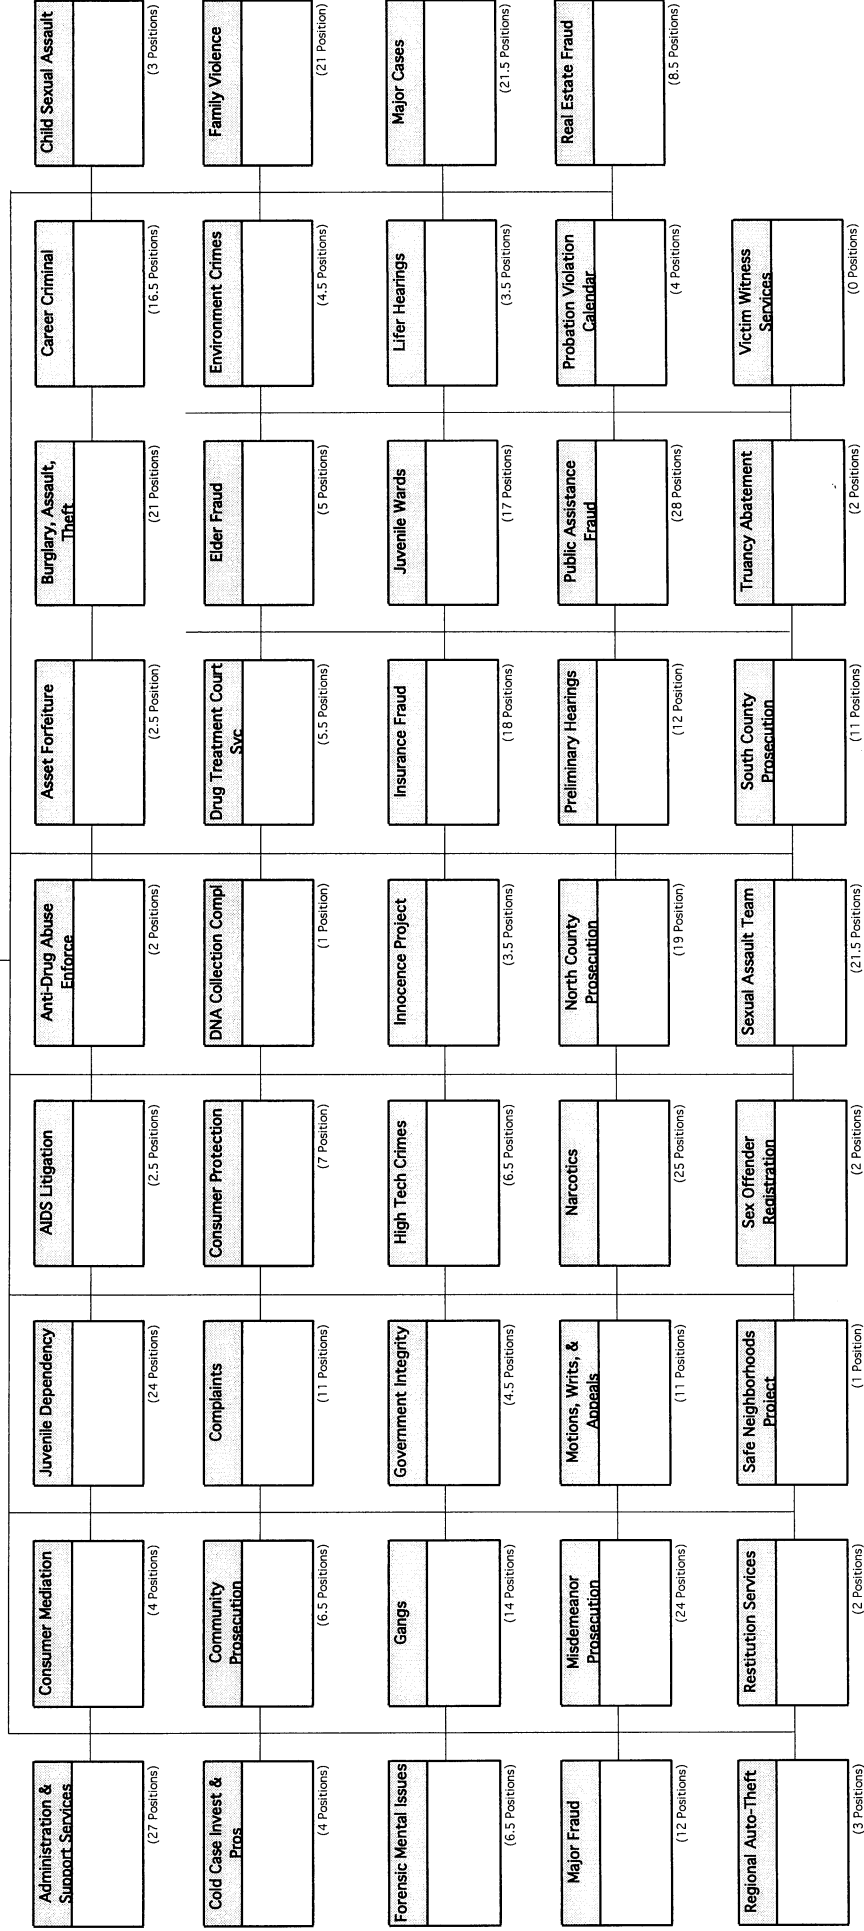 Administration &
Support Services
(27 Positions)
Consumer Mediation
(4 Positions)
Juvenile Dependency
(24 Positions)
AIDS Litigation
(2.5 Positions)
Anti-Drug Abuse
Enforce
(2 Positions)
Asset Forfeiture
(2.5 Position)
Burglary, Assault,
Theft
(21 Positions)
Career Criminal
(16.5 Positions)
Child Sexual Assault
(3 Positions)
Cold Case Invest &
Pros
(4 Positions)
Community
Prosecution
(6.5 Positions)
Complaints
(11 Positions)
Consumer Protection
(7 Position)
DNA Collection Compl
(1 Position)
Drug Treatment Court
Svc
(5.5 Positions)
Elder Fraud
(5 Positions)
Environment Crimes
(4.5 Positions)
Family Violence
(21 Position)
Forensic Mental Issues
(6.5 Positions)
Gangs
(14 Positions)
Government Integrity
(4.5 Positions)
High Tech Crimes
(6.5 Positions)
Innocence Project
(3.5 Positions)
Insurance Fraud
(18 Positions)
Juvenile Wards
(17 Positions)
Lifer Hearings
(3.5 Positions)
Major Cases
(21.5 Positions)
Major Fraud
(12 Positions)
Misdemeanor
Prosecution
(24 Positions)
Motions, Writs, &
Appeals
(11 Positions)
Narcotics
(25 Positions)
North County
Prosecution
(19 Position)
Preliminary Hearings
(12 Position)
Public Assistance
Fraud
(28 Positions)
Probation Violation
Calendar
(4 Positions)
Real Estate Fraud
(8.5 Positions)
Regional Auto-Theft
(3 Positions)
Restitution Services
(2 Positions)
Safe Neighborhoods
Project
(1 Position)
Sex Offender
Registration
(2 Positions)
Sexual Assault Team
(21.5 Positions)
South County
Prosecution
(11 Positions)
Truancy Abatement
(2 Positions)
Victim Witness
Services
(0 Positions)